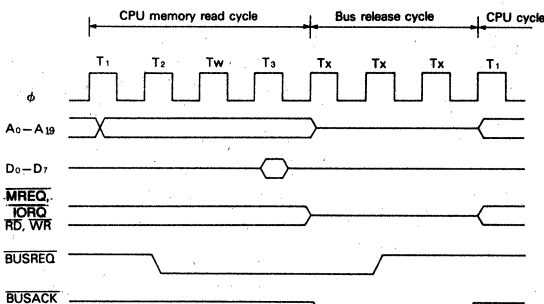 CPU memory read cycle Bus release cycle CPU cycle
T1 T2 TW T3 TX TX TX T1
φ
A0–A19
D0–D7
MREQ,
IORQ
RD, WR
BUSREQ
BUSACK